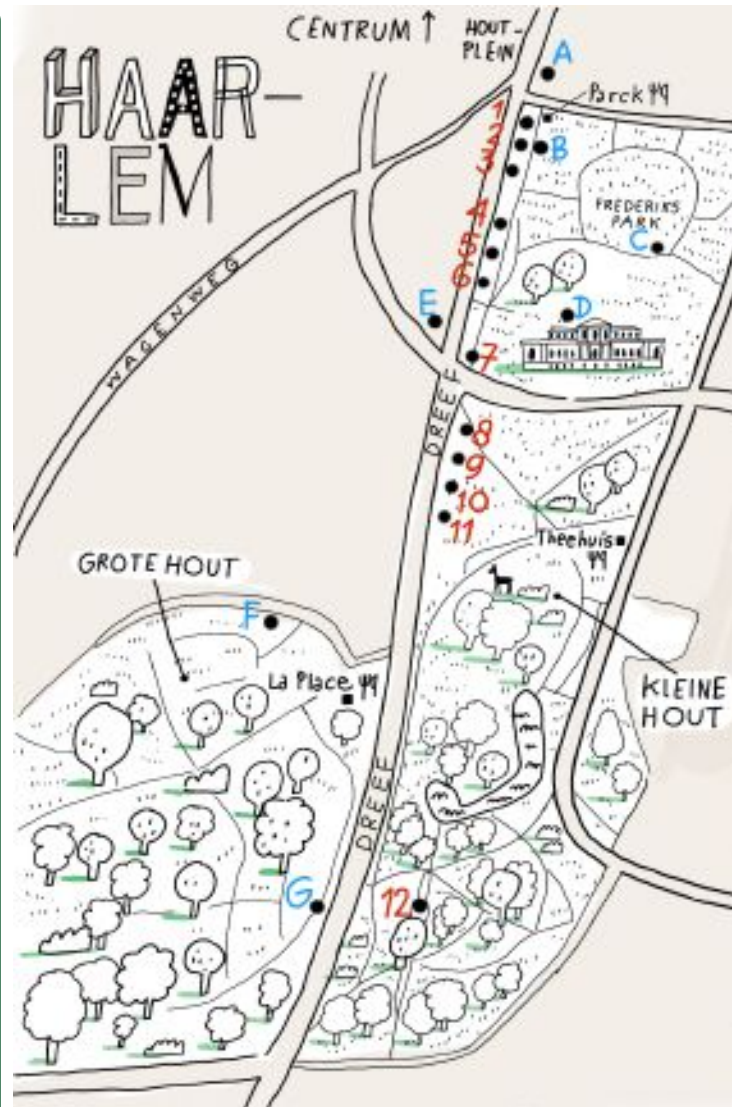 CENTRUM ↑
HOUT-
PLEIN
HAAR-
LEM
A
Parck
1
2
B
3
4
FREDERIKS
PARK
5
C
6
WAGENWEG
E
D
7
DREEF
8
9
10
11
Theehuis
GROTE HOUT
F
La Place
KLEINE
HOUT
DREEF
G
12